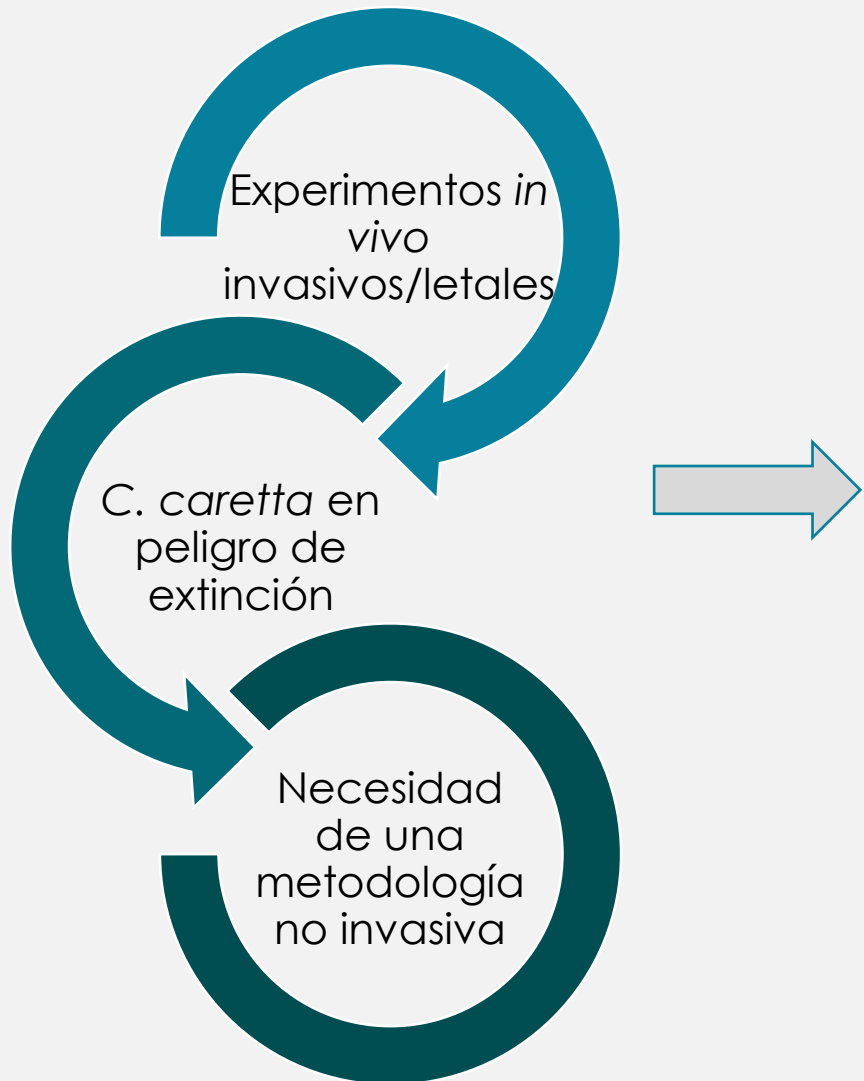 Experimentos in
vivo
invasivos/letales
C. caretta en
peligro de
extinción
Necesidad
de una
metodología
no invasiva